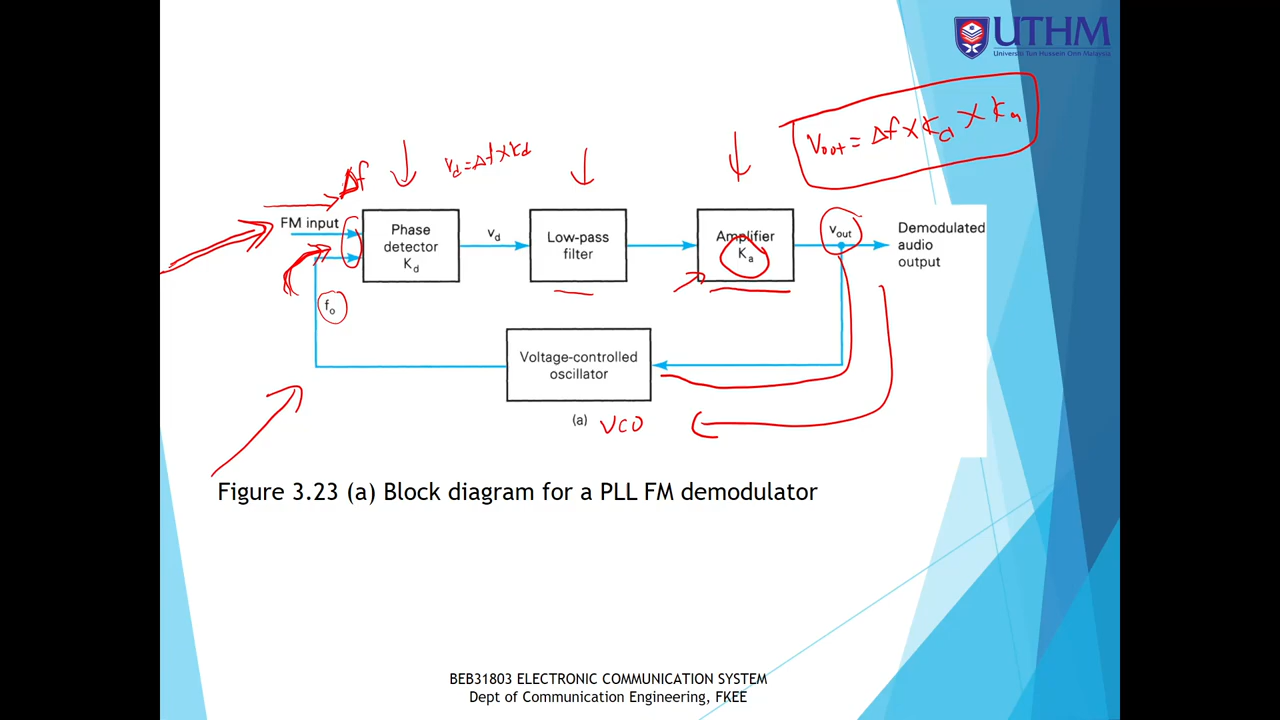 UTHM
Universiti Tun Hussein Onn Malaysia
Vout = Δf x Kd x Ka
Vd = Δf x Kd
Δf
FM input
Phase
detector
Kd
vd
Low-pass
filter
Amplifier
Ka
vout
Demodulated
audio
output
fo
Voltage-controlled
oscillator
(a)
VCO
Figure 3.23 (a) Block diagram for a PLL FM demodulator
BEB31803 ELECTRONIC COMMUNICATION SYSTEM
Dept of Communication Engineering, FKEE